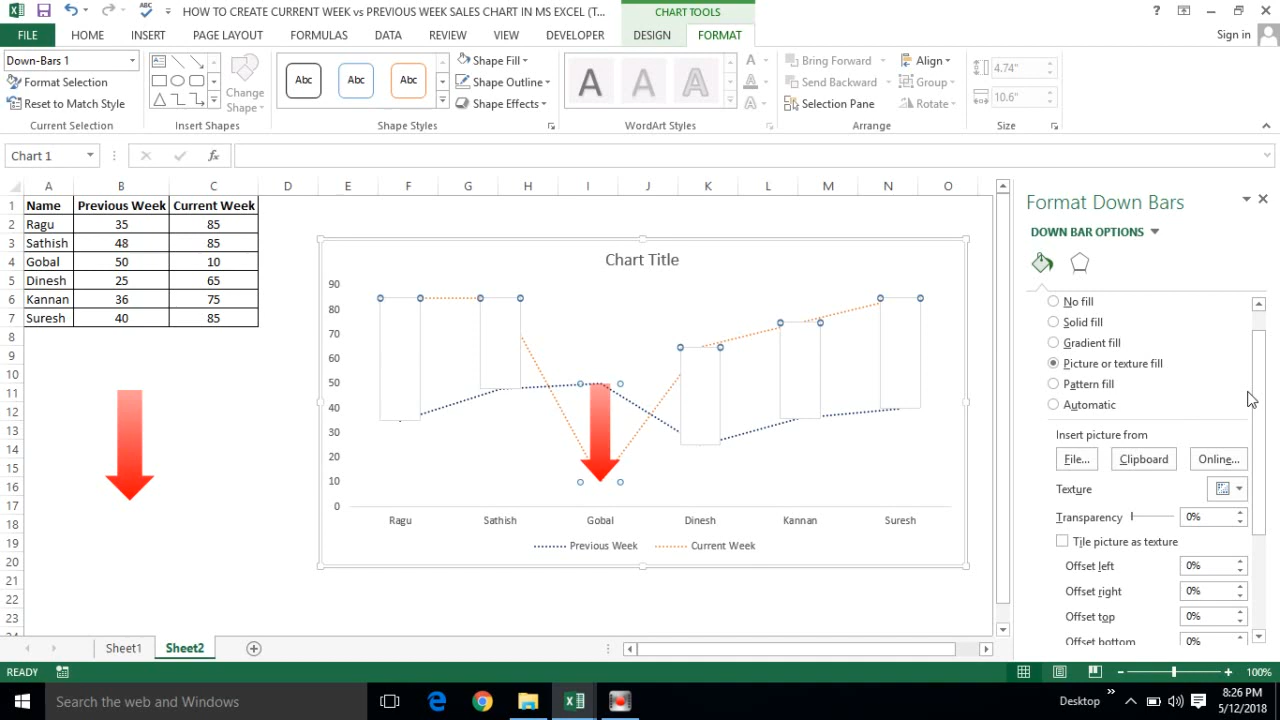 HOW TO CREATE CURRENT WEEK vs PREVIOUS WEEK SALES CHART IN MS EXCEL (T...
CHART TOOLS
FILE HOME INSERT PAGE LAYOUT FORMULAS DATA REVIEW VIEW DEVELOPER DESIGN FORMAT
Sign in
Down-Bars 1
Format Selection
Reset to Match Style
Current Selection
Change
Shape
Insert Shapes
Abc Abc Abc
Shape Fill
Shape Outline
Shape Effects
Shape Styles
A A A
WordArt Styles
Bring Forward
Send Backward
Selection Pane
Align
Group
Rotate
Arrange
4.74"
10.6"
Size
Chart 1
fx
A B C D E F G H I J K L M N O
1 Name Previous Week Current Week
2 Ragu 35 85
3 Sathish 48 85
4 Gobal 50 10
5 Dinesh 25 65
6 Kannan 36 75
7 Suresh 40 85
8
9
10
11
12
13
14
15
16
17
18
19
20
21
22
23
24
Chart Title
90
80
70
60
50
40
30
20
10
0
Ragu Sathish Gobal Dinesh Kannan Suresh
Previous Week Current Week
Format Down Bars
DOWN BAR OPTIONS
No fill
Solid fill
Gradient fill
Picture or texture fill
Pattern fill
Automatic
Insert picture from
File... Clipboard Online...
Texture
Transparency 0%
Tile picture as texture
Offset left 0%
Offset right 0%
Offset top 0%
Offset bottom 0%
Sheet1 Sheet2
READY
100%
Search the web and Windows
Desktop
8:26 PM
5/12/2018